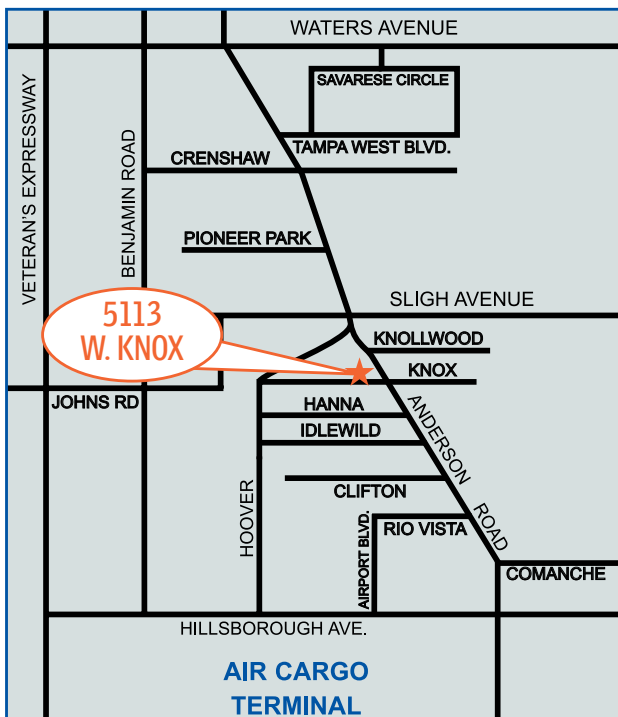 WATERS AVENUE
SAVARESE CIRCLE
TAMPA WEST BLVD.
CRENSHAW
VETERAN'S EXPRESSWAY
BENJAMIN ROAD
PIONEER PARK
SLIGH AVENUE
5113
W. KNOX
KNOLLWOOD
KNOX
JOHNS RD
HANNA
IDLEWILD
ANDERSON ROAD
CLIFTON
HOOVER
AIRPORT BLVD.
RIO VISTA
COMANCHE
HILLSBOROUGH AVE.
AIR CARGO
TERMINAL